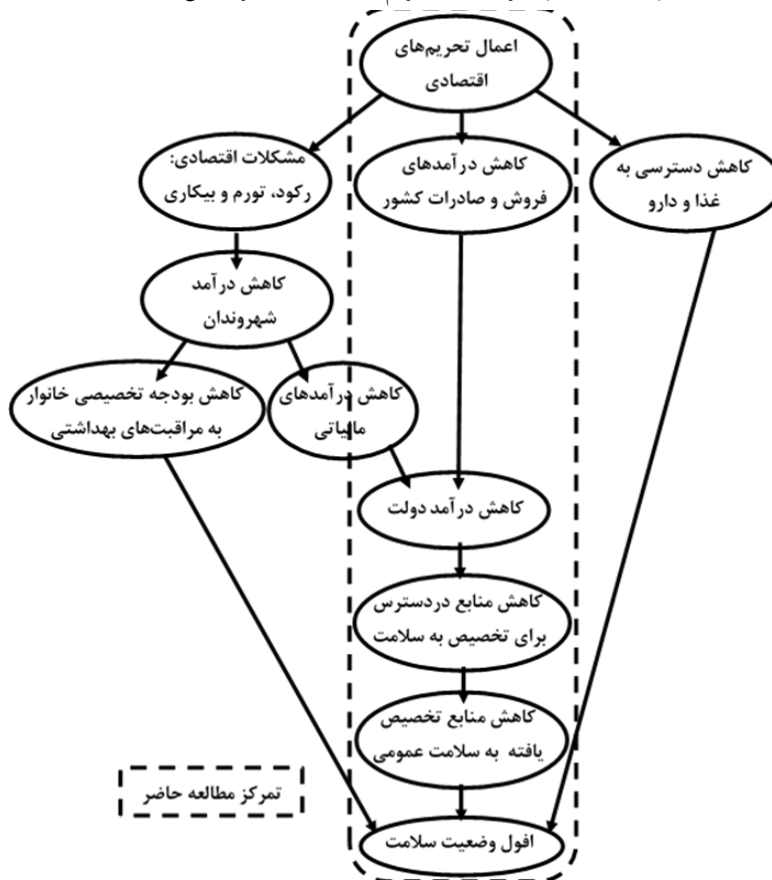 اعمال تحریم‌های
اقتصادی
مشکلات اقتصادی:
رکود، تورم و بیکاری
کاهش درآمدهای
فروش و صادرات کشور
کاهش دسترسی به
غذا و دارو
کاهش درآمد
شهروندان
کاهش بودجه تخصیصی خانوار
به مراقبت‌های بهداشتی
کاهش درآمدهای
مالیاتی
کاهش درآمد دولت
کاهش منابع دردسترس
برای تخصیص به سلامت
کاهش منابع تخصیص
یافته به سلامت عمومی
تمرکز مطالعه حاضر
افول وضعیت سلامت